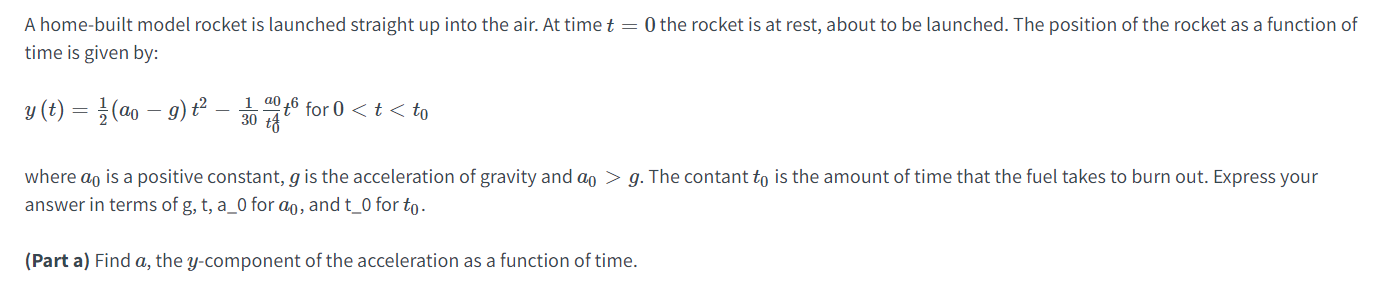 A home-built model rocket is launched straight up into the air. At time t = 0 the rocket is at rest, about to be launched. The position of the rocket as a function of
time is given by:
y (t) = \frac{1}{2}(a_0 − g) t^2 − \frac{1}{30} \frac{a_0}{t_0^4} t^6 for 0 < t < t_0
where a_0 is a positive constant, g is the acceleration of gravity and a_0 > g. The contant t_0 is the amount of time that the fuel takes to burn out. Express your
answer in terms of g, t, a_0 for a_0, and t_0 for t_0.
(Part a) Find a, the y-component of the acceleration as a function of time.